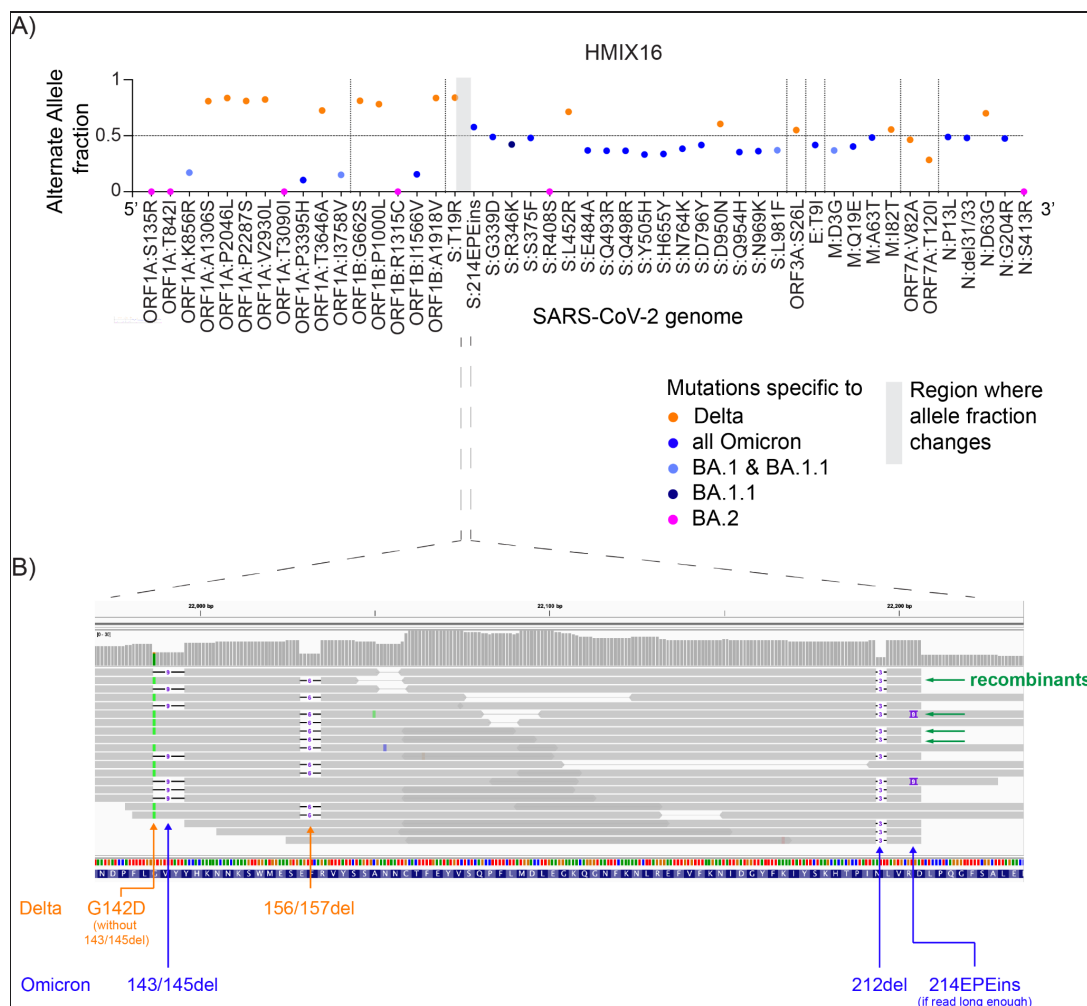 A)
HMIX16
Alternate Allele
fraction
1
0.5
0
5’
3’
ORF1A:S135R
ORF1A:T842I
ORF1A:K856R
ORF1A:A1306S
ORF1A:P2046L
ORF1A:P2287S
ORF1A:V2930L
ORF1A:T3090I
ORF1A:P3395H
ORF1A:T3646A
ORF1A:I3758V
ORF1B:G662S
ORF1B:P1000L
ORF1B:R1315C
ORF1B:I1566V
ORF1B:A1918V
S:T19R
S:214EPEins
S:G339D
S:R346K
S:S375F
S:R408S
S:L452R
S:E484A
S:Q493R
S:Q498R
S:Y505H
S:H655Y
S:N764K
S:D796Y
S:D950N
S:Q954H
S:N969K
S:L981F
ORF3A:S26L
E:T9I
M:D3G
M:Q19E
M:A63T
M:I82T
ORF7A:V82A
ORF7A:T120I
N:P13L
N:del31/33
N:D63G
N:G204R
N:S413R
SARS-CoV-2 genome
Mutations specific to
Delta
all Omicron
BA.1 & BA.1.1
BA.1.1
BA.2
Region where
allele fraction
changes
B)
22,100 bp
22,200 bp
recombinants
Delta G142D 156/157del
(without
143/145del)
Omicron 143/145del 212del 214EPEins
(if read long enough)